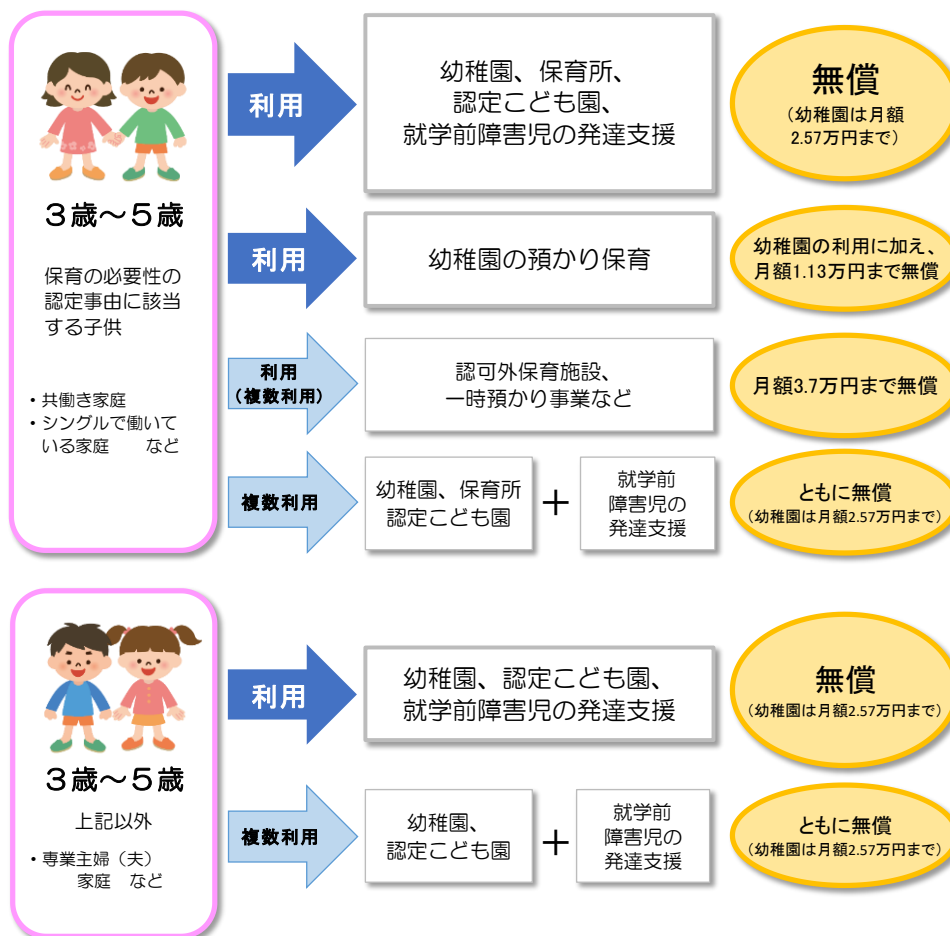 3歳～5歳
保育の必要性の
認定事由に該当
する子供
・共働き家庭
・シングルで働いて
いる家庭　など
利用
幼稚園、保育所、
認定こども園、
就学前障害児の発達支援
無償
(幼稚園は月額
2.57万円まで)
利用
幼稚園の預かり保育
幼稚園の利用に加え、
月額1.13万円まで無償
利用
(複数利用)
認可外保育施設、
一時預かり事業など
月額3.7万円まで無償
複数利用
幼稚園、保育所
認定こども園
＋
就学前
障害児の
発達支援
ともに無償
(幼稚園は月額2.57万円まで)
3歳～5歳
上記以外
・専業主婦（夫）
家庭　など
利用
幼稚園、認定こども園、
就学前障害児の発達支援
無償
(幼稚園は月額2.57万円まで)
複数利用
幼稚園、
認定こども園
＋
就学前
障害児の
発達支援
ともに無償
(幼稚園は月額2.57万円まで)